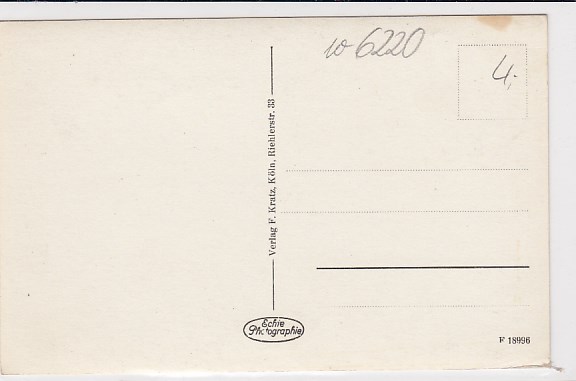 w 6220
4,-
Verlag F. Kratz, Köln, Riehlerstr. 33
Echte
Photographie
F 18996